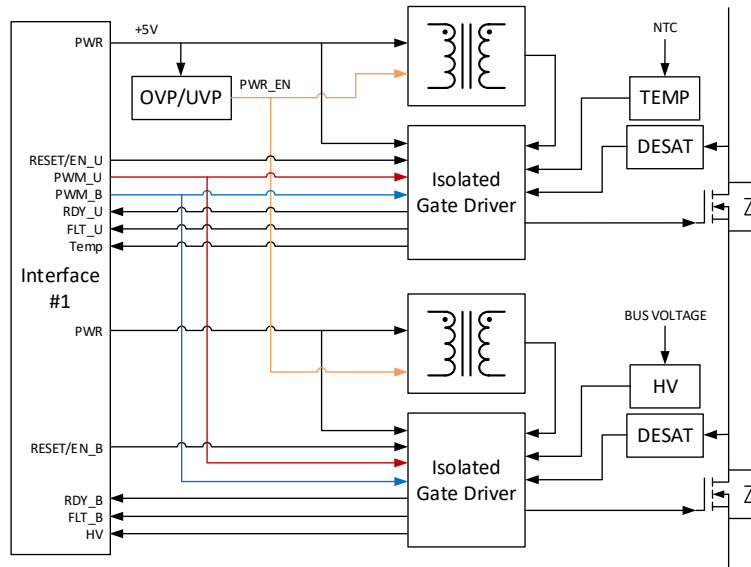 PWR
+5V
OVP/UVP
PWR_EN
NTC
TEMP
DESAT
RESET/EN_U
PWM_U
PWM_B
RDY_U
FLT_U
Temp
Isolated
Gate Driver
Z
Interface
#1
PWR
BUS VOLTAGE
HV
DESAT
RESET/EN_B
RDY_B
FLT_B
HV
Isolated
Gate Driver
Z